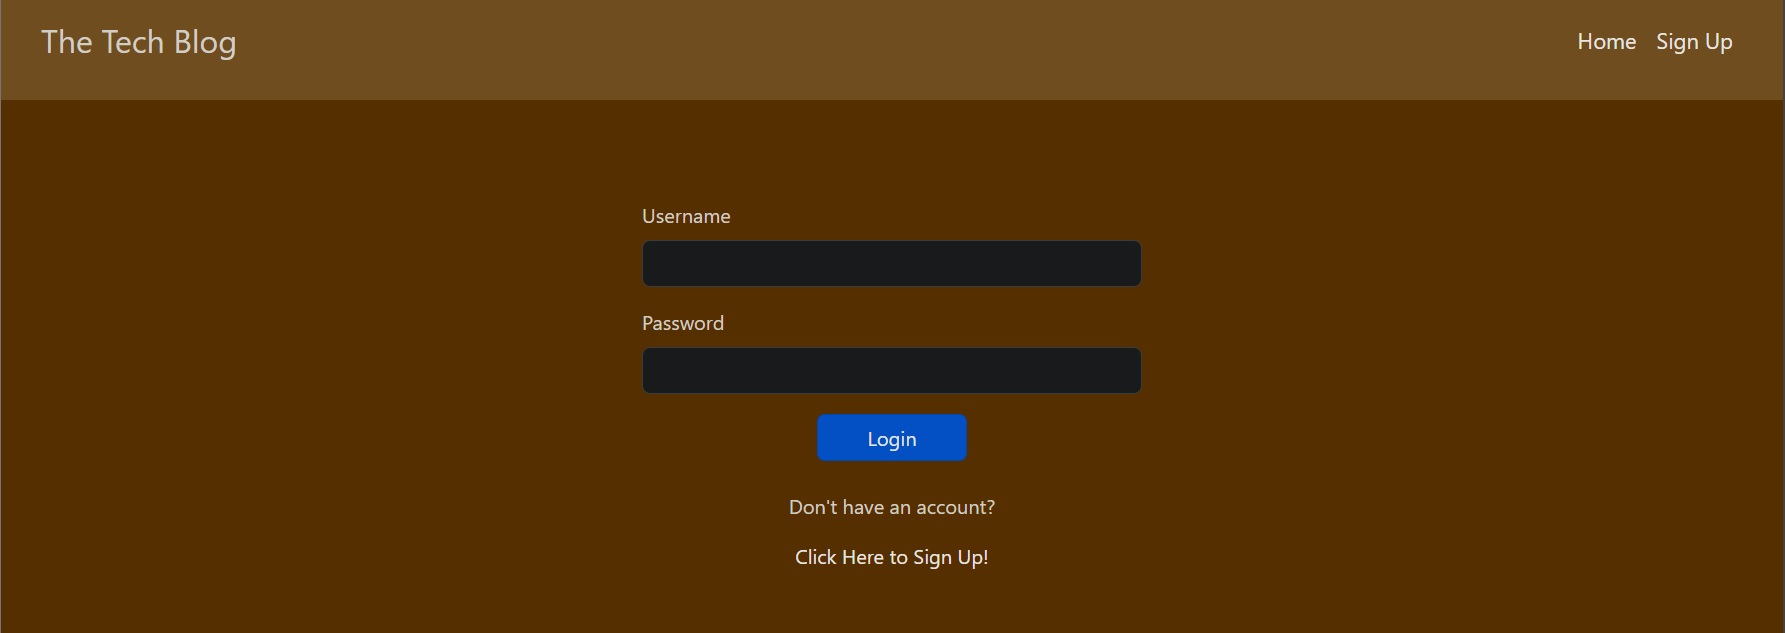 The Tech Blog
Home Sign Up
Username
Password
Login
Don't have an account?
Click Here to Sign Up!